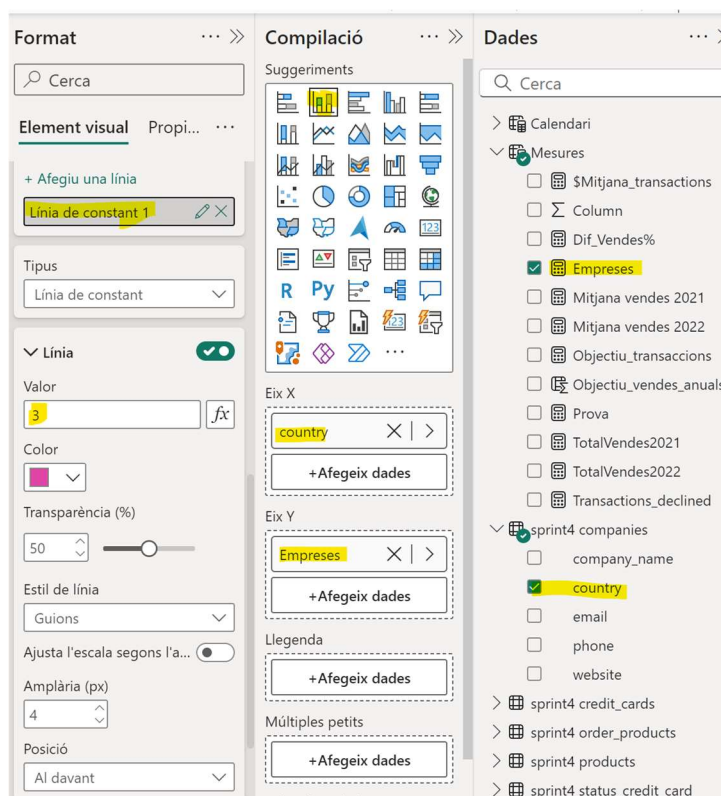 Format
Cerca
Element visual
Propi...
+ Afegiu una línia
Línia de constant 1
Tipus
Línia de constant
Línia
Valor
3
fx
Color
Transparència (%)
50
Estil de línia
Guions
Ajusta l'escala segons l'a...
Amplària (px)
4
Posició
Al davant
Compilació
Suggeriments
123
R
Py
123
Eix X
country
+Afegeix dades
Eix Y
Empreses
+Afegeix dades
Llegenda
+Afegeix dades
Múltiples petits
+Afegeix dades
Dades
Cerca
Calendari
Mesures
$Mitjana_transactions
Column
Dif_Vendes%
Empreses
Mitjana vendes 2021
Mitjana vendes 2022
Objectiu_transaccions
Objectiu_vendes_anuals
Prova
TotalVendes2021
TotalVendes2022
Transactions_declined
sprint4 companies
company_name
country
email
phone
website
sprint4 credit_cards
sprint4 order_products
sprint4 products
sprint4 status_credit_card